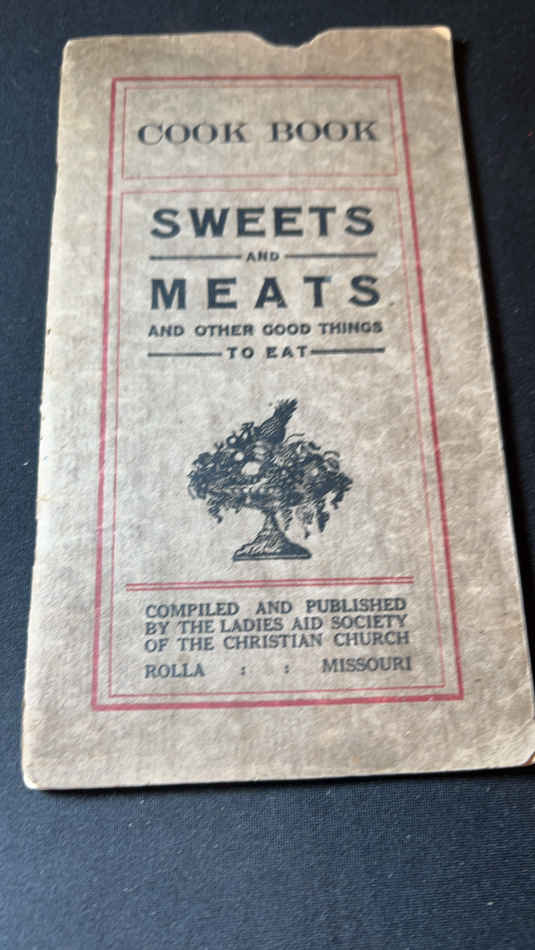 COOK BOOK
SWEETS
AND
MEATS
AND OTHER GOOD THINGS
TO EAT
COMPILED AND PUBLISHED
BY THE LADIES AID SOCIETY
OF THE CHRISTIAN CHURCH
ROLLA : : MISSOURI